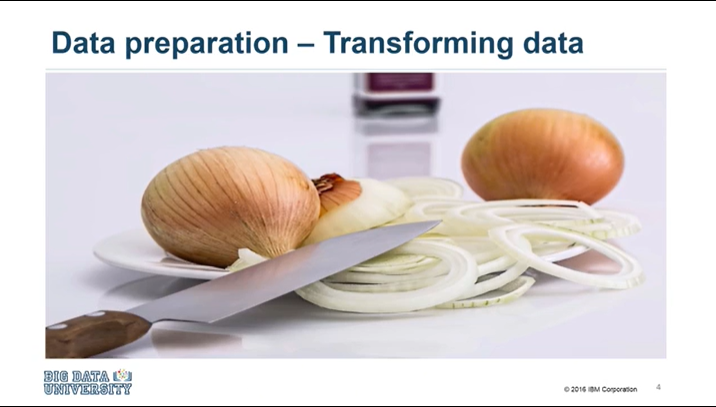 Data preparation – Transforming data
BIG DATA
UNIVERSITY
© 2016 IBM Corporation
4